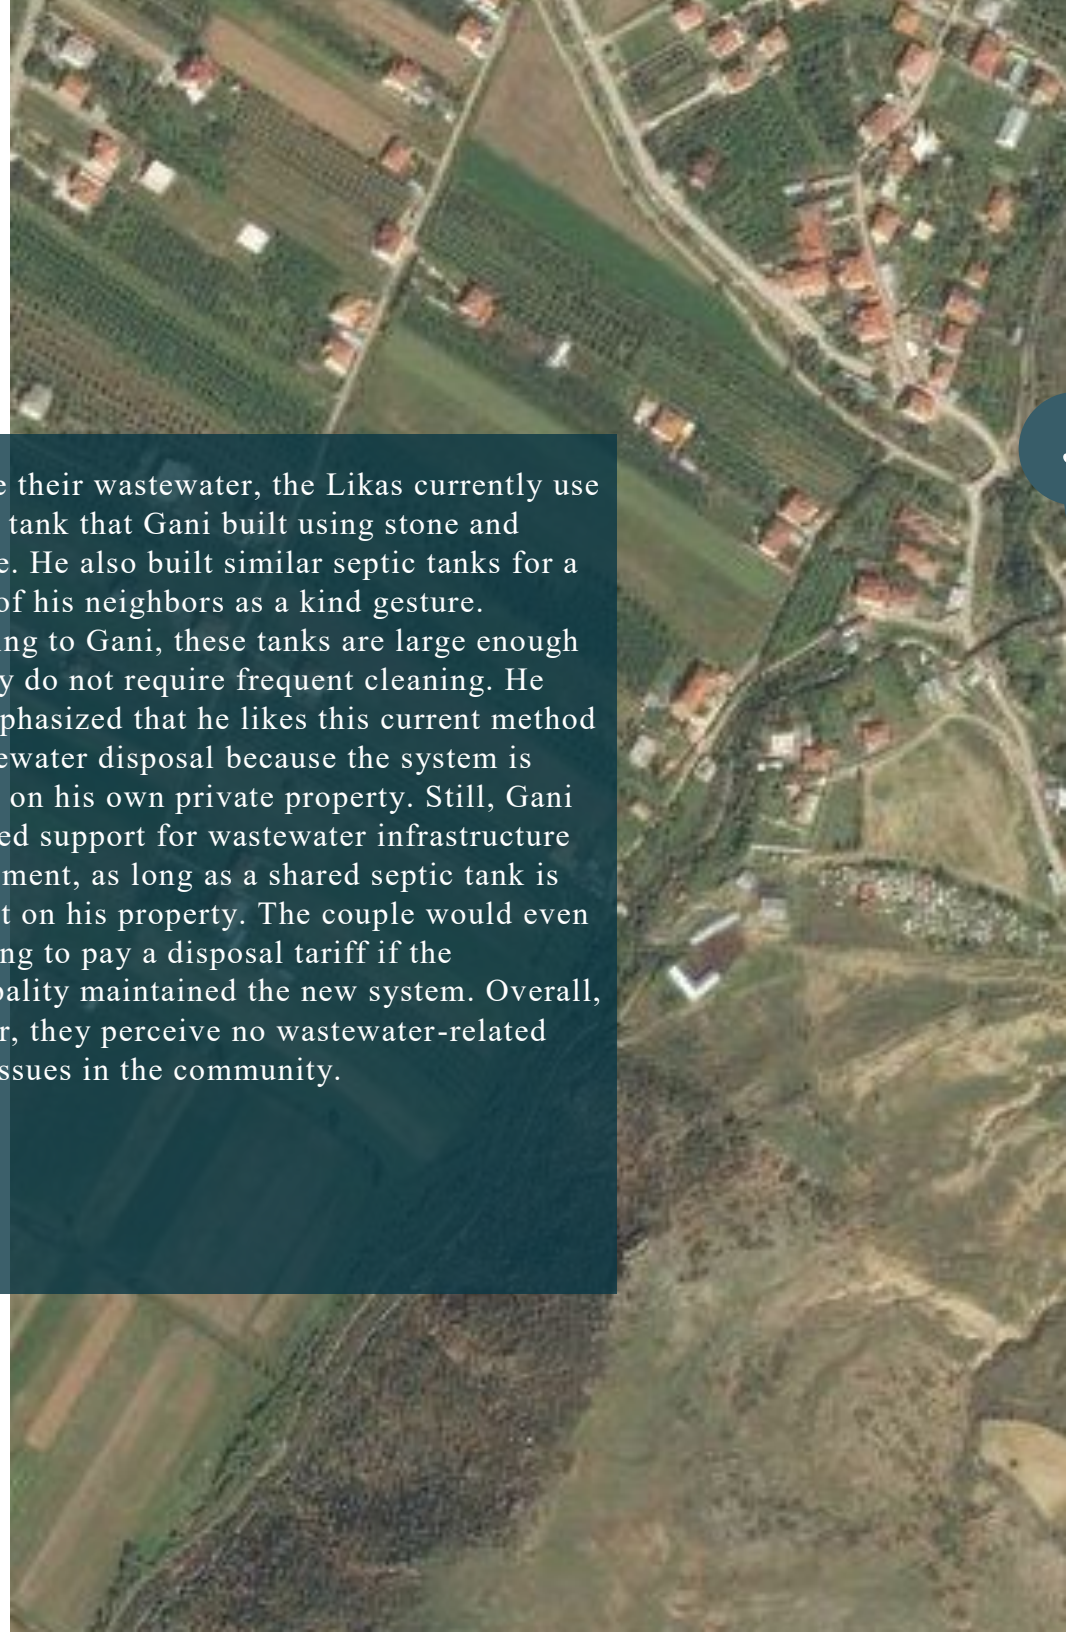 e their wastewater, the Likas currently use
tank that Gani built using stone and
e. He also built similar septic tanks for a
of his neighbors as a kind gesture.
ng to Gani, these tanks are large enough
y do not require frequent cleaning. He
phasized that he likes this current method
ewater disposal because the system is
on his own private property. Still, Gani
ed support for wastewater infrastructure
ment, as long as a shared septic tank is
t on his property. The couple would even
ng to pay a disposal tariff if the
pality maintained the new system. Overall,
r, they perceive no wastewater-related
ssues in the community.